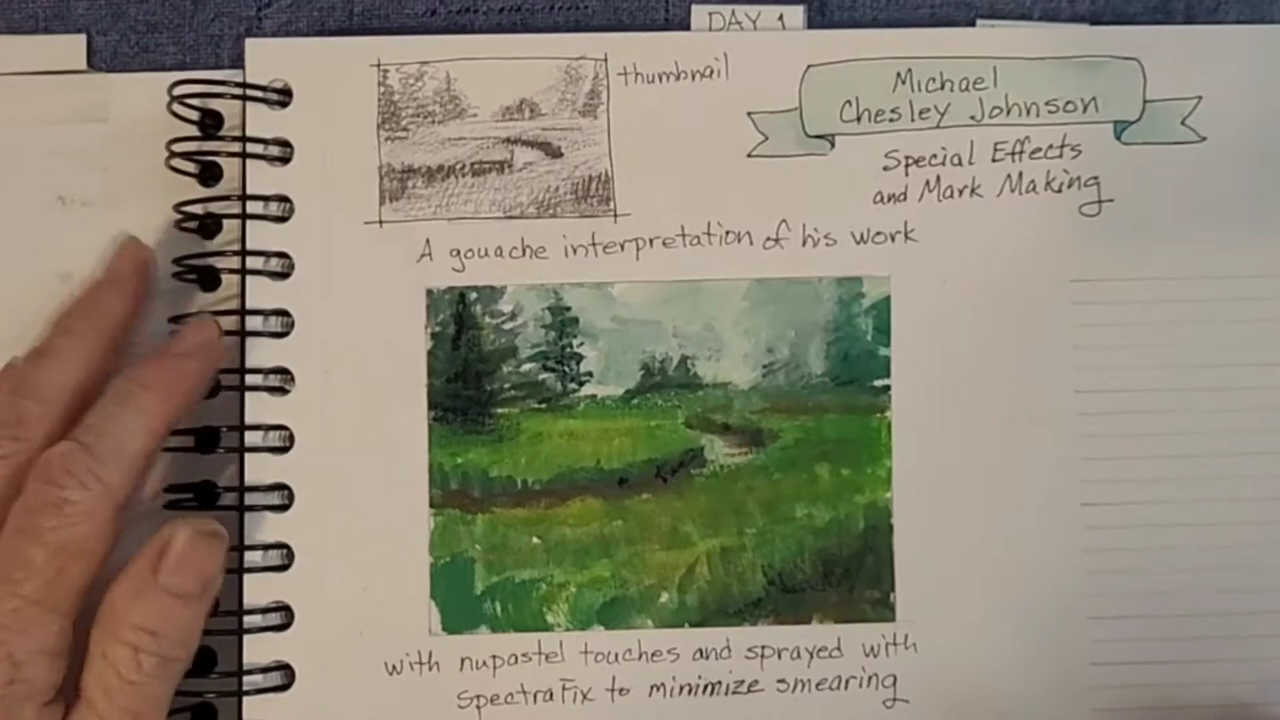 DAY 1
thumbnail
Michael
Chesley Johnson
Special Effects
and Mark Making
A gouache interpretation of his work
with nupastel touches and sprayed with
SpectraFix to minimize smearing